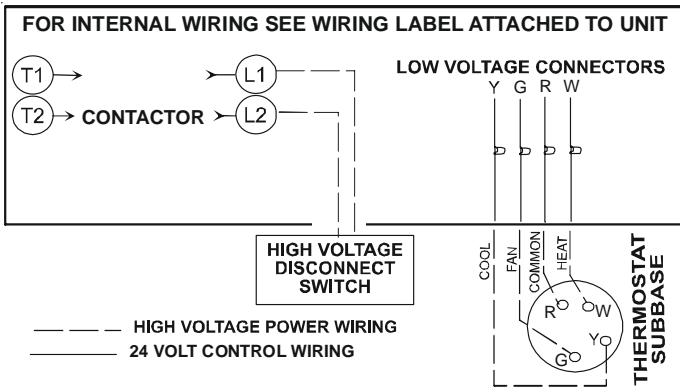 FOR INTERNAL WIRING SEE WIRING LABEL ATTACHED TO UNIT
T1
L1
LOW VOLTAGE CONNECTORS
Y G R W
T2
CONTACTOR
L2
HIGH VOLTAGE
DISCONNECT
SWITCH
COOL
FAN
COMMON
HEAT
R
W
Y
G
THERMOSTAT
SUBBASE
HIGH VOLTAGE POWER WIRING
24 VOLT CONTROL WIRING